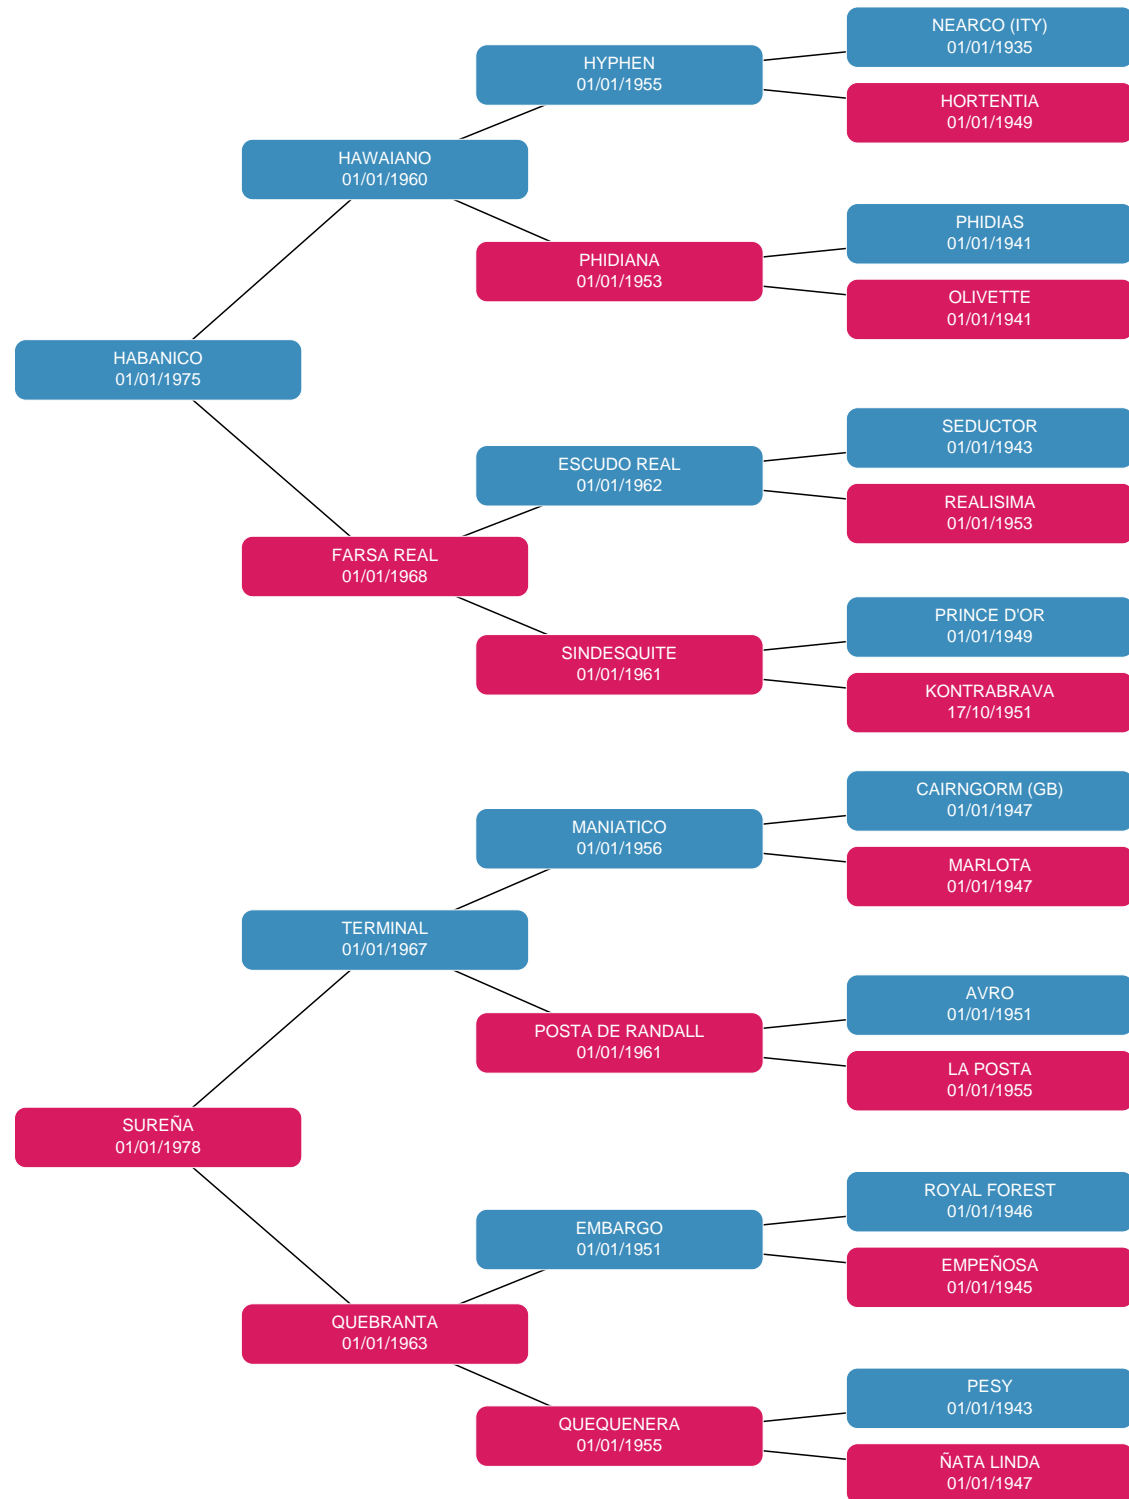 NEARCO (ITY)
01/01/1935
HYPHEN
01/01/1955
HORTENTIA
01/01/1949
HAWAIANO
01/01/1960
PHIDIAS
01/01/1941
PHIDIANA
01/01/1953
OLIVETTE
01/01/1941
HABANICO
01/01/1975
SEDUCTOR
01/01/1943
ESCUDO REAL
01/01/1962
REALISIMA
01/01/1953
FARSA REAL
01/01/1968
PRINCE D'OR
01/01/1949
SINDESQUITE
01/01/1961
KONTRABRAVA
17/10/1951
CAIRNGORM (GB)
01/01/1947
MANIATICO
01/01/1956
MARLOTA
01/01/1947
TERMINAL
01/01/1967
AVRO
01/01/1951
POSTA DE RANDALL
01/01/1961
LA POSTA
01/01/1955
SUREÑA
01/01/1978
ROYAL FOREST
01/01/1946
EMBARGO
01/01/1951
EMPEÑOSA
01/01/1945
QUEBRANTA
01/01/1963
PESY
01/01/1943
QUEQUENERA
01/01/1955
ÑATA LINDA
01/01/1947